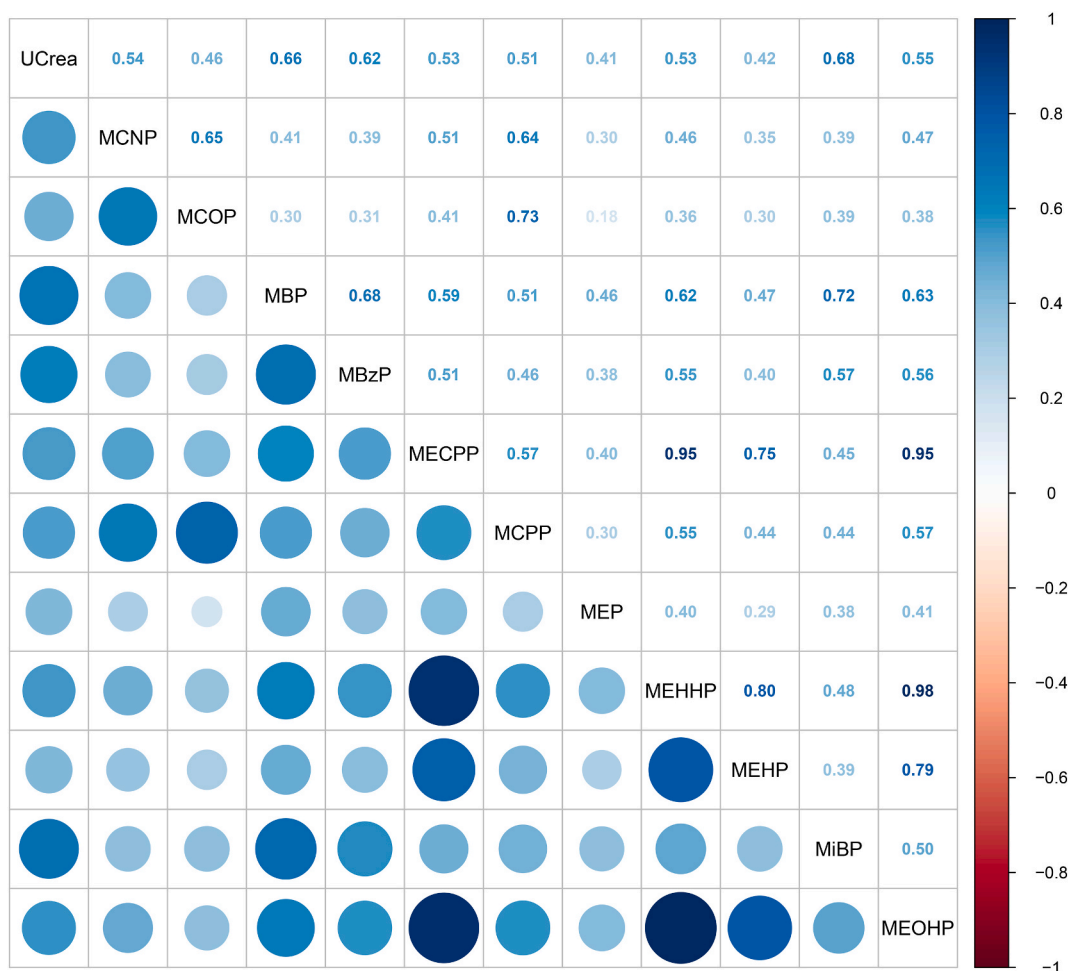 UCrea 0.54 0.46 0.66 0.62 0.53 0.51 0.41 0.53 0.42 0.68 0.55
MCNP 0.65 0.41 0.39 0.51 0.64 0.30 0.46 0.35 0.39 0.47
MCOP 0.30 0.31 0.41 0.73 0.18 0.36 0.30 0.39 0.38
MBP 0.68 0.59 0.51 0.46 0.62 0.47 0.72 0.63
MBzP 0.51 0.46 0.38 0.55 0.40 0.57 0.56
MECPP 0.57 0.40 0.95 0.75 0.45 0.95
MCPP 0.30 0.55 0.44 0.44 0.57
MEP 0.40 0.29 0.38 0.41
MEHHP 0.80 0.48 0.98
MEHP 0.39 0.79
MiBP 0.50
MEOHP
1
0.8
0.6
0.4
0.2
0
−0.2
−0.4
−0.6
−0.8
−1